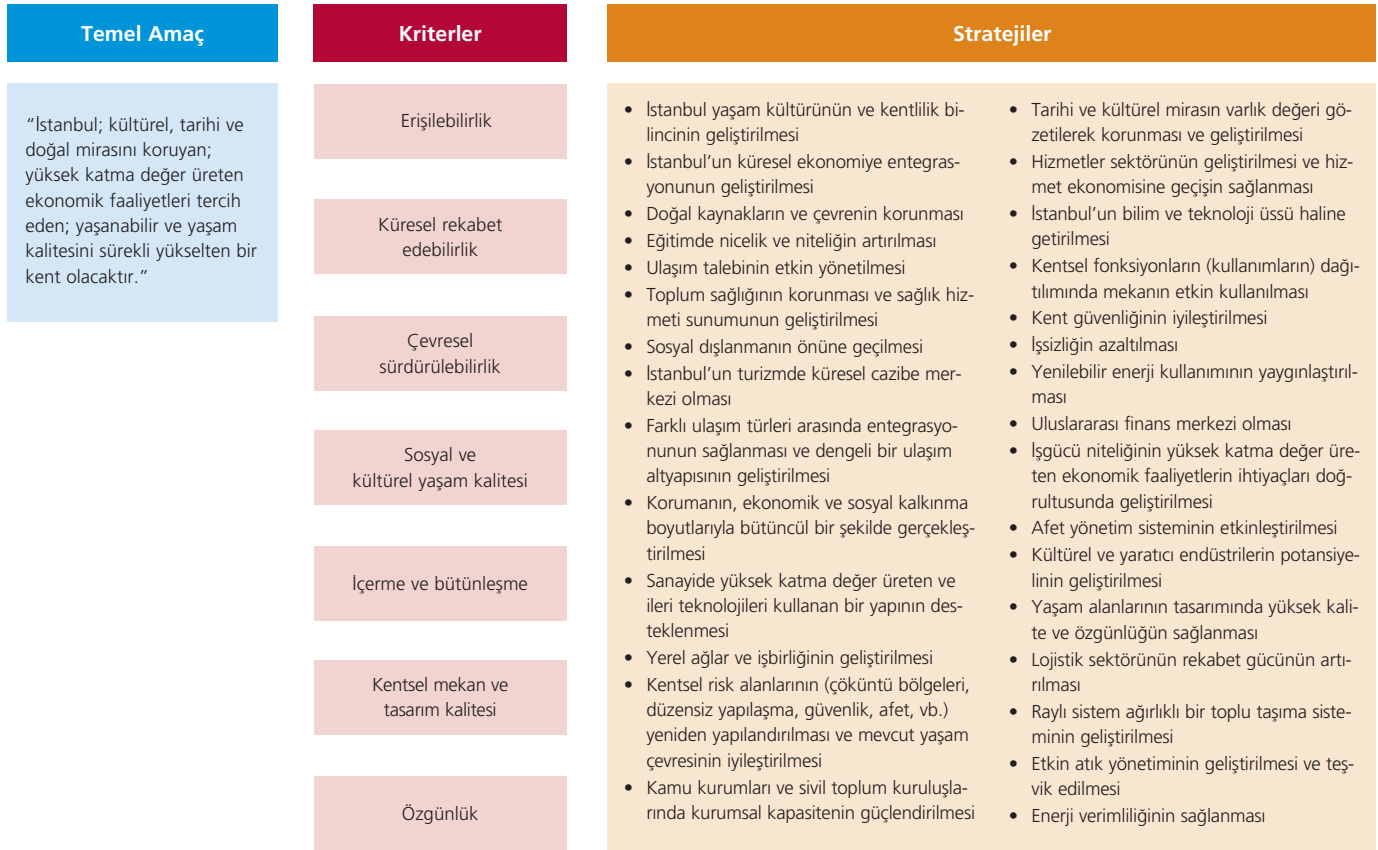 Temel Amaç
Kriterler
Stratejiler
“İstanbul; kültürel, tarihi ve
doğal mirasını koruyan;
yüksek katma değer üreten
ekonomik faaliyetleri tercih
eden; yaşanabilir ve yaşam
kalitesini sürekli yükselten bir
kent olacaktır.”
Erişilebilirlik
Küresel rekabet
edebilirlik
Çevresel
sürdürülebilirlik
Sosyal ve
kültürel yaşam kalitesi
İçerme ve bütünleşme
Kentsel mekan ve
tasarım kalitesi
Özgünlük
• İstanbul yaşam kültürünün ve kentlilik bi-
lincinin geliştirilmesi
• İstanbul’un küresel ekonomiye entegras-
yonunun geliştirilmesi
• Doğal kaynakların ve çevrenin korunması
• Eğitimde nicelik ve niteliğin artırılması
• Ulaşım talebinin etkin yönetilmesi
• Toplum sağlığının korunması ve sağlık hiz-
meti sunumunun geliştirilmesi
• Sosyal dışlanmanın önüne geçilmesi
• İstanbul’un turizmde küresel cazibe mer-
kezi olması
• Farklı ulaşım türleri arasında entegrasyo-
nunun sağlanması ve dengeli bir ulaşım
altyapısının geliştirilmesi
• Korumanın, ekonomik ve sosyal kalkınma
boyutlarıyla bütüncül bir şekilde gerçekleş-
tirilmesi
• Sanayide yüksek katma değer üreten ve
ileri teknolojileri kullanan bir yapının des-
teklenmesi
• Yerel ağlar ve işbirliğinin geliştirilmesi
• Kentsel risk alanlarının (çöküntü bölgeleri,
düzensiz yapılaşma, güvenlik, afet, vb.)
yeniden yapılandırılması ve mevcut yaşam
çevresinin iyileştirilmesi
• Kamu kurumları ve sivil toplum kuruluşla-
rında kurumsal kapasitenin güçlendirilmesi
• Tarihi ve kültürel mirasın varlık değeri gö-
zetilerek korunması ve geliştirilmesi
• Hizmetler sektörünün geliştirilmesi ve hiz-
met ekonomisine geçişin sağlanması
• İstanbul’un bilim ve teknoloji üssü haline
getirilmesi
• Kentsel fonksiyonların (kullanımların) dağı-
tılımında mekanın etkin kullanılması
• Kent güvenliğinin iyileştirilmesi
• İşsizliğin azaltılması
• Yenilebilir enerji kullanımının yaygınlaştırıl-
ması
• Uluslararası finans merkezi olması
• İşgücü niteliğinin yüksek katma değer üre-
ten ekonomik faaliyetlerin ihtiyaçları doğ-
rultusunda geliştirilmesi
• Afet yönetim sisteminin etkinleştirilmesi
• Kültürel ve yaratıcı endüstrilerin potansiye-
linin geliştirilmesi
• Yaşam alanlarının tasarımında yüksek kali-
te ve özgünlüğün sağlanması
• Lojistik sektörünün rekabet gücünün artı-
rılması
• Raylı sistem ağırlıklı bir toplu taşıma siste-
minin geliştirilmesi
• Etkin atık yönetiminin geliştirilmesi ve teş-
vik edilmesi
• Enerji verimliliğinin sağlanması